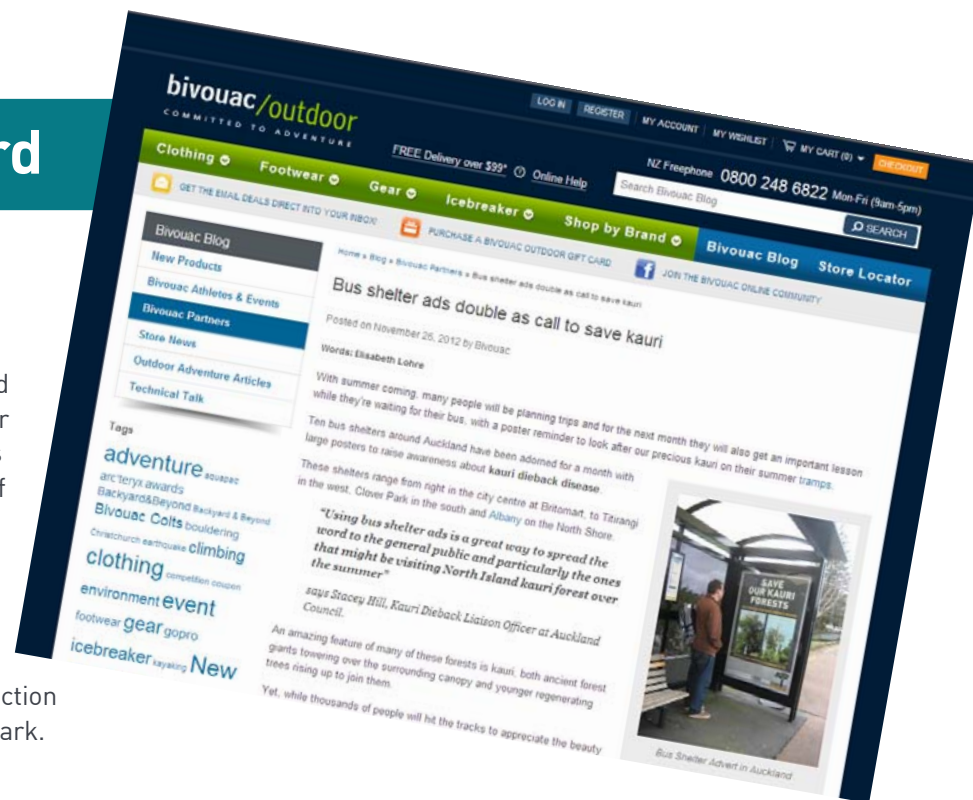 rd
d
r
s
f
ction
ark.
bivouac/outdoor
COMMITTED TO ADVENTURE
LOG IN REGISTER MY ACCOUNT MY WISHLIST MY CART (0) CHECKOUT
FREE Delivery over $99* Online Help
NZ Freephone 0800 248 6822 Mon-Fri (9am-5pm)
Search Bivouac Blog SEARCH
Clothing Footwear Gear Icebreaker Shop by Brand Bivouac Blog Store Locator
GET THE EMAIL DEALS DIRECT INTO YOUR INBOX! PURCHASE A BIVOUAC OUTDOOR GIFT CARD JOIN THE BIVOUAC ONLINE COMMUNITY
Bivouac Blog
New Products
Bivouac Athletes & Events
Bivouac Partners
Store News
Outdoor Adventure Articles
Technical Talk
Tags
adventure aquapac
arc'teryx awards
Backyard&Beyond Backyard & Beyond
Bivouac Colts bouldering
Christchurch earthquake climbing
clothing competition coupon
environment event
footwear gear gopro
icebreaker kayaking New
Home » Blog » Bivouac Partners » Bus shelter ads double as call to save kauri
Bus shelter ads double as call to save kauri
Posted on November 26, 2012 by Bivouac
Words: Elisabeth Lohre
With summer coming, many people will be planning trips and for the next month they will also get an important lesson
while they're waiting for their bus, with a poster reminder to look after our precious kauri on their summer tramps.
Ten bus shelters around Auckland have been adorned for a month with
large posters to raise awareness about kauri dieback disease.
These shelters range from right in the city centre at Britomart, to Titirangi
in the west, Clover Park in the south and Albany on the North Shore.
"Using bus shelter ads is a great way to spread the
word to the general public and particularly the ones
that might be visiting North Island kauri forest over
the summer"
says Stacey Hill, Kauri Dieback Liaison Officer at Auckland
Council.
An amazing feature of many of these forests is kauri, both ancient forest
giants towering over the surrounding canopy and younger regenerating
trees rising up to join them.
Yet, while thousands of people will hit the tracks to appreciate the beauty
SAVE
OUR KAURI
FORESTS
Bus Shelter Advert in Auckland